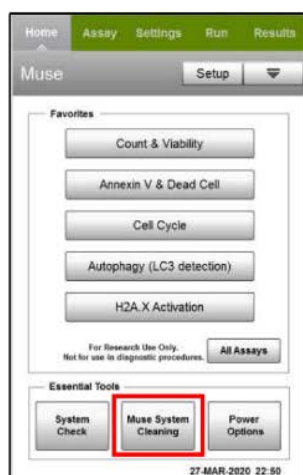 Home Assay Settings Run Results
Muse Setup
Favorites
Count & Viability
Annexin V & Dead Cell
Cell Cycle
Autophagy (LC3 detection)
H2A.X Activation
For Research Use Only.
Not for use in diagnostic procedures.
All Assays
Essential Tools
System
Check
Muse System
Cleaning
Power
Options
27-MAR-2020 22:50